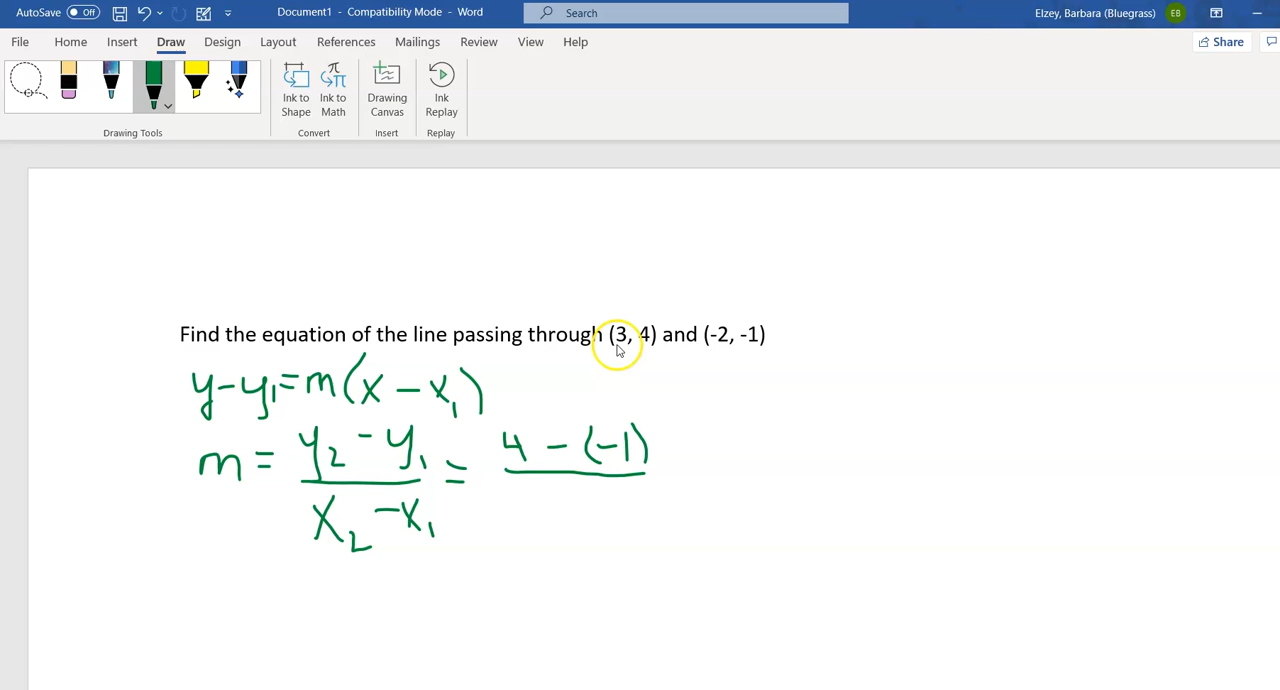 AutoSave Off Document1 - Compatibility Mode - Word Search Elzey, Barbara (Bluegrass) EB
File Home Insert Draw Design Layout References Mailings Review View Help Share
Ink to Shape Ink to Math Drawing Canvas Ink Replay
Drawing Tools Convert Insert Replay
Find the equation of the line passing through (3, 4) and (-2, -1)
y-y₁=m(x-x₁)
m = y₂-y₁ = 4-(-1)
x₂-x₁